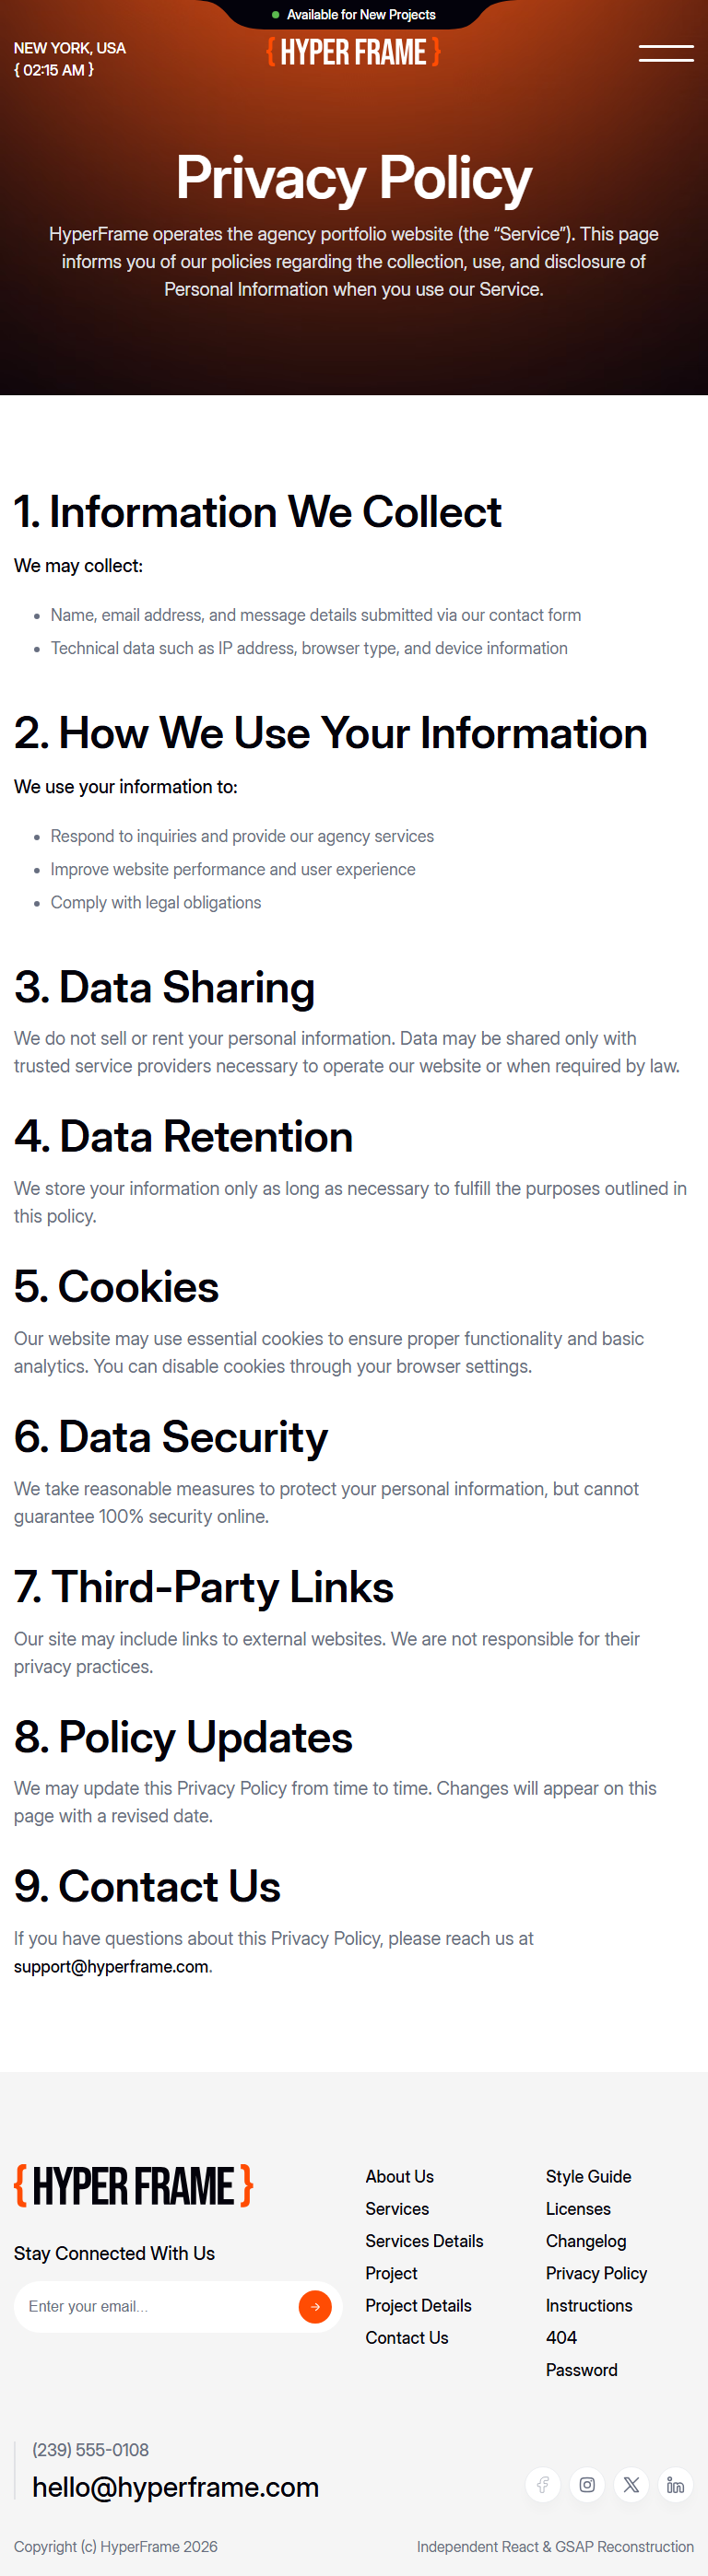 Available for New Projects
NEW YORK, USA
{ 02:15 AM }
{ HYPER FRAME }
Privacy Policy
HyperFrame operates the agency portfolio website (the “Service”). This page
informs you of our policies regarding the collection, use, and disclosure of
Personal Information when you use our Service.
1. Information We Collect
We may collect:
• Name, email address, and message details submitted via our contact form
• Technical data such as IP address, browser type, and device information
2. How We Use Your Information
We use your information to:
• Respond to inquiries and provide our agency services
• Improve website performance and user experience
• Comply with legal obligations
3. Data Sharing
We do not sell or rent your personal information. Data may be shared only with
trusted service providers necessary to operate our website or when required by law.
4. Data Retention
We store your information only as long as necessary to fulfill the purposes outlined in
this policy.
5. Cookies
Our website may use essential cookies to ensure proper functionality and basic
analytics. You can disable cookies through your browser settings.
6. Data Security
We take reasonable measures to protect your personal information, but cannot
guarantee 100% security online.
7. Third-Party Links
Our site may include links to external websites. We are not responsible for their
privacy practices.
8. Policy Updates
We may update this Privacy Policy from time to time. Changes will appear on this
page with a revised date.
9. Contact Us
If you have questions about this Privacy Policy, please reach us at
support@hyperframe.com.
{ HYPER FRAME }
Stay Connected With Us
Enter your email...
About Us
Services
Services Details
Project
Project Details
Contact Us
Style Guide
Licenses
Changelog
Privacy Policy
Instructions
404
Password
(239) 555-0108
hello@hyperframe.com
Copyright (c) HyperFrame 2026
Independent React & GSAP Reconstruction